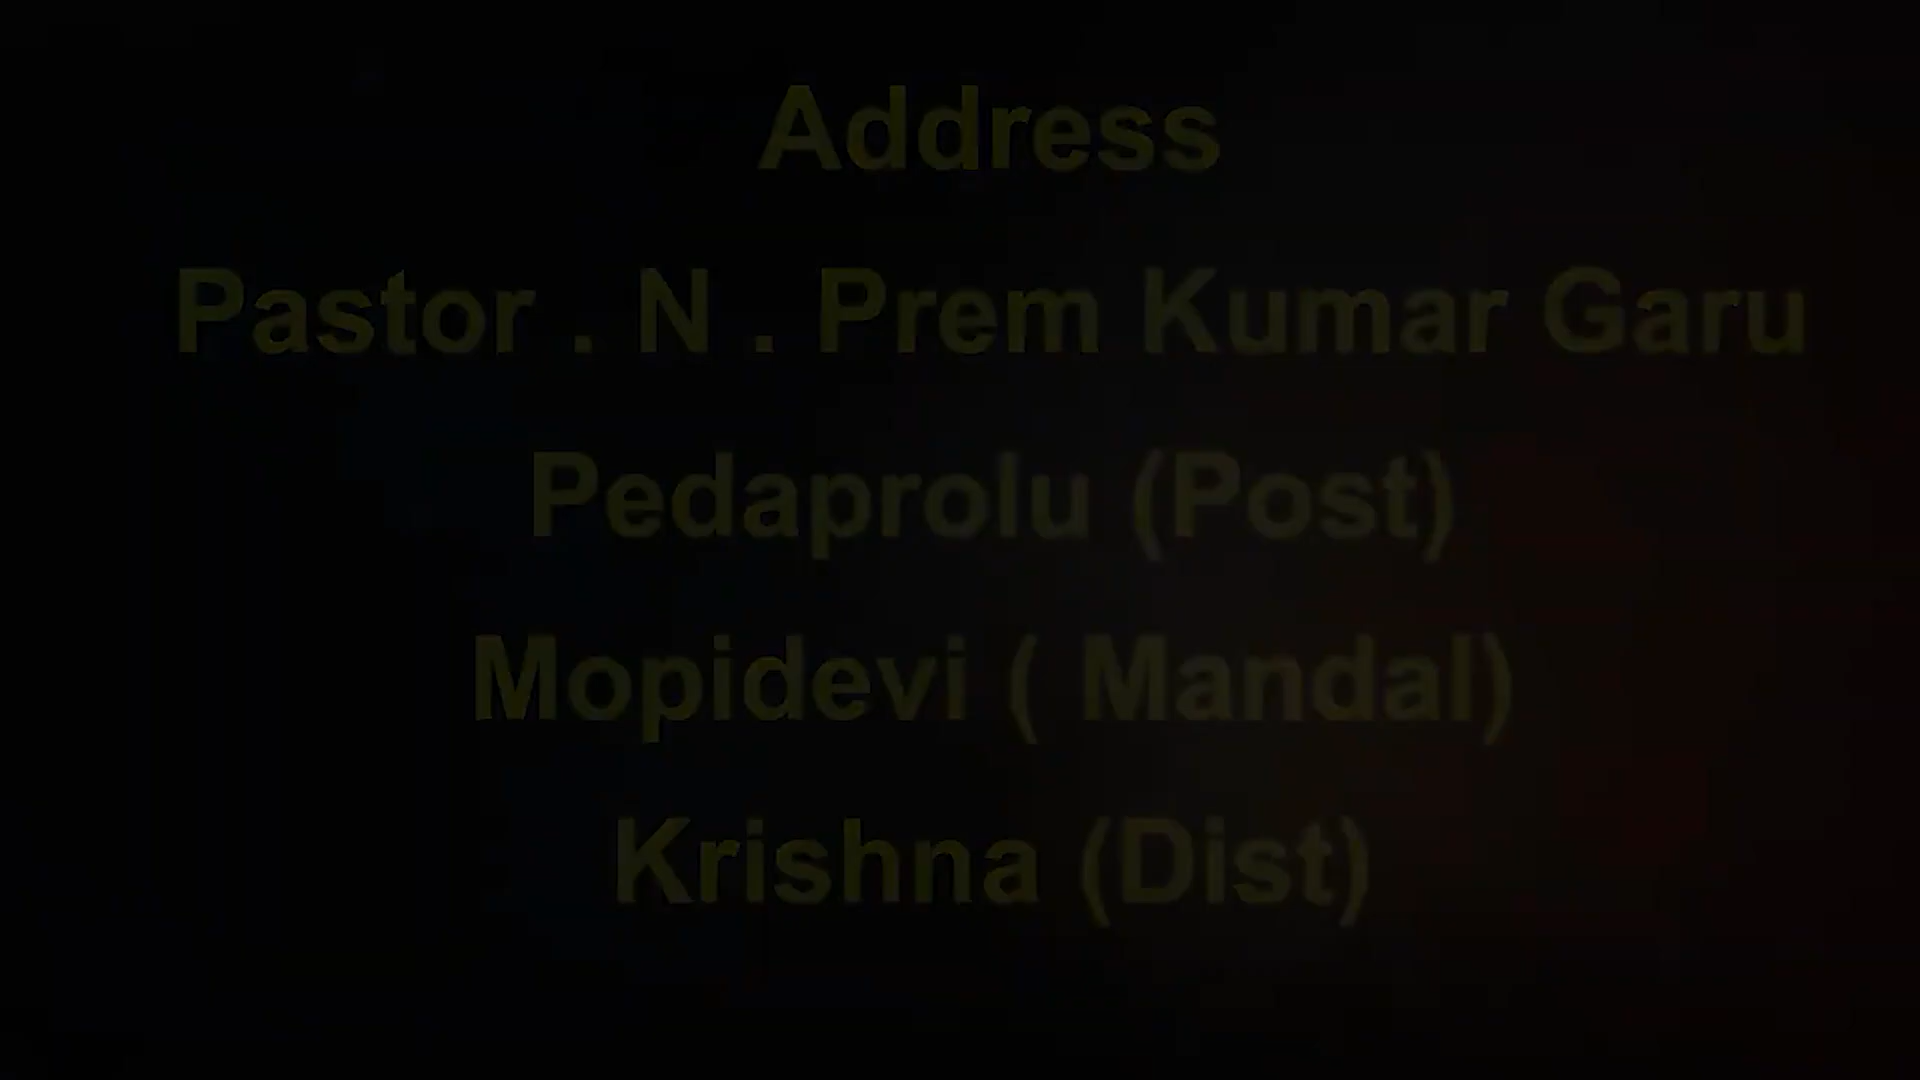 Address
Pastor . N . Prem Kumar Garu
Pedaprolu (Post)
Mopidevi ( Mandal)
Krishna (Dist)